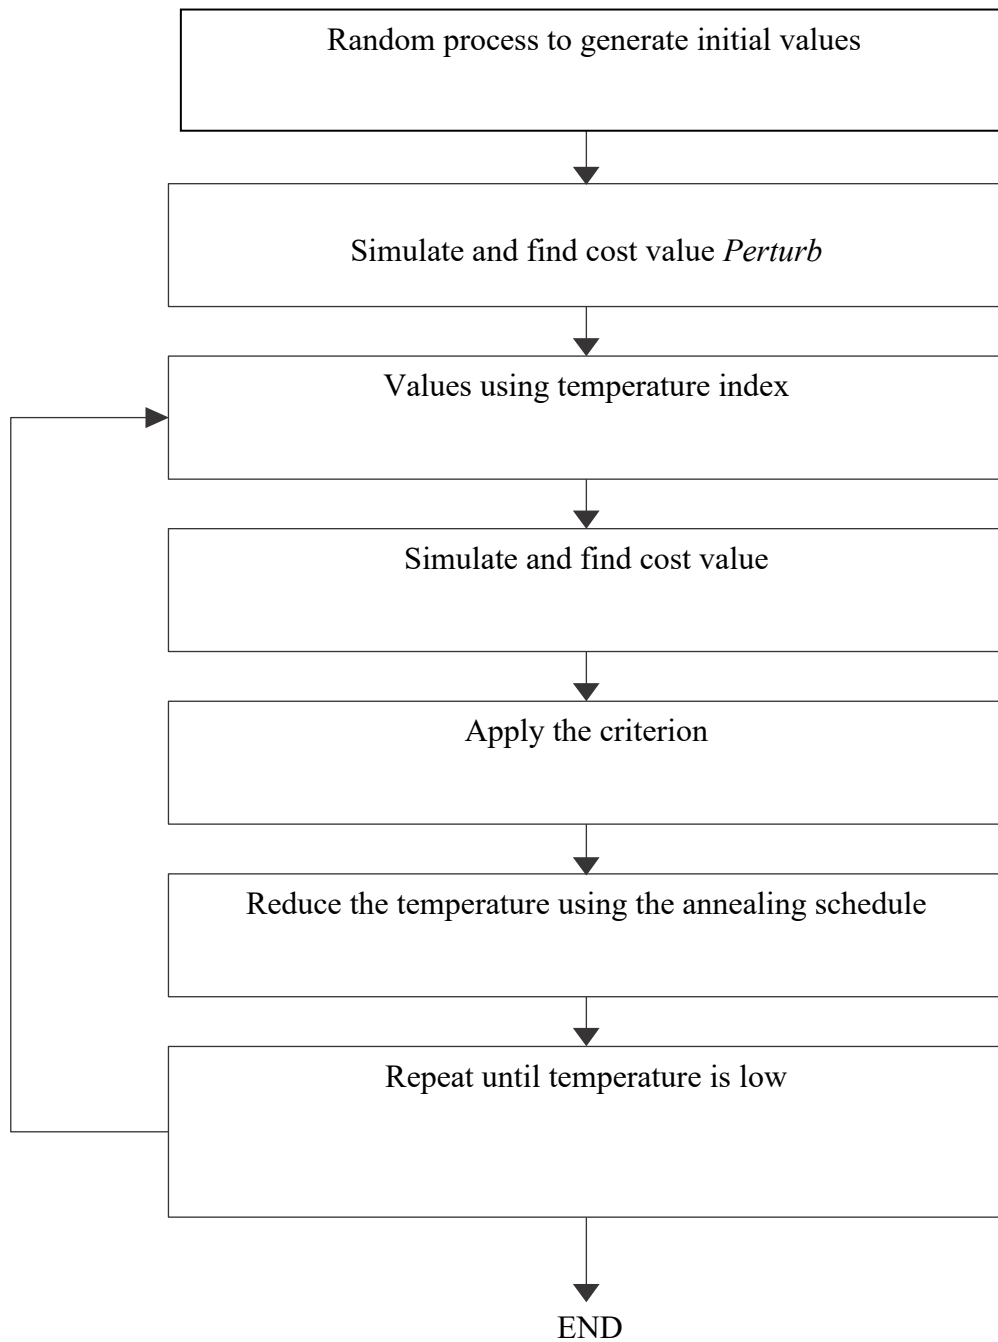 Random process to generate initial values
Simulate and find cost value Perturb
Values using temperature index
Simulate and find cost value
Apply the criterion
Reduce the temperature using the annealing schedule
Repeat until temperature is low
END